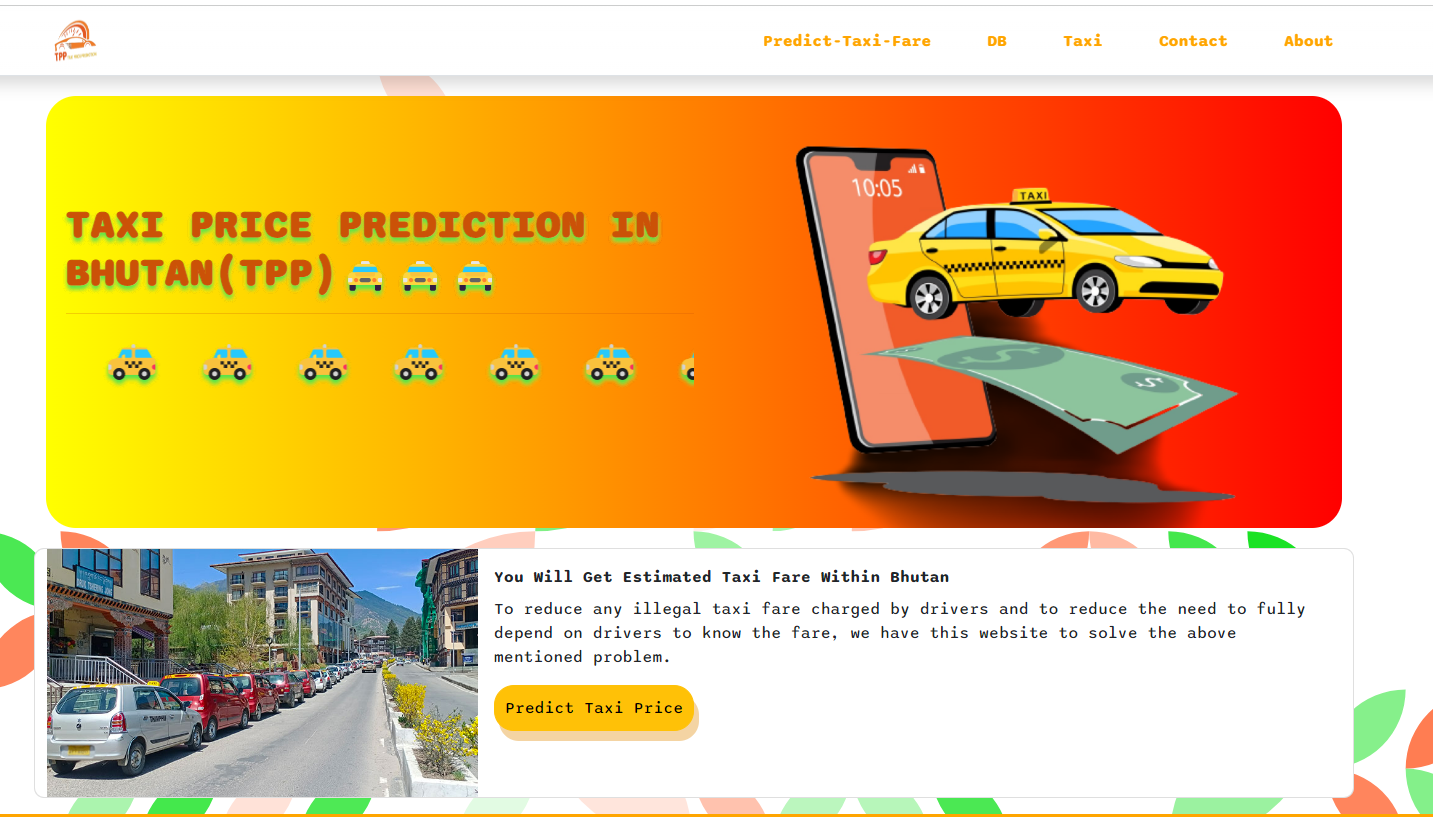 TPP
Predict-Taxi-Fare DB Taxi Contact About
TAXI PRICE PREDICTION IN
BHUTAN(TPP)
10:05
TAXI
You Will Get Estimated Taxi Fare Within Bhutan
To reduce any illegal taxi fare charged by drivers and to reduce the need to fully
depend on drivers to know the fare, we have this website to solve the above
mentioned problem.
Predict Taxi Price